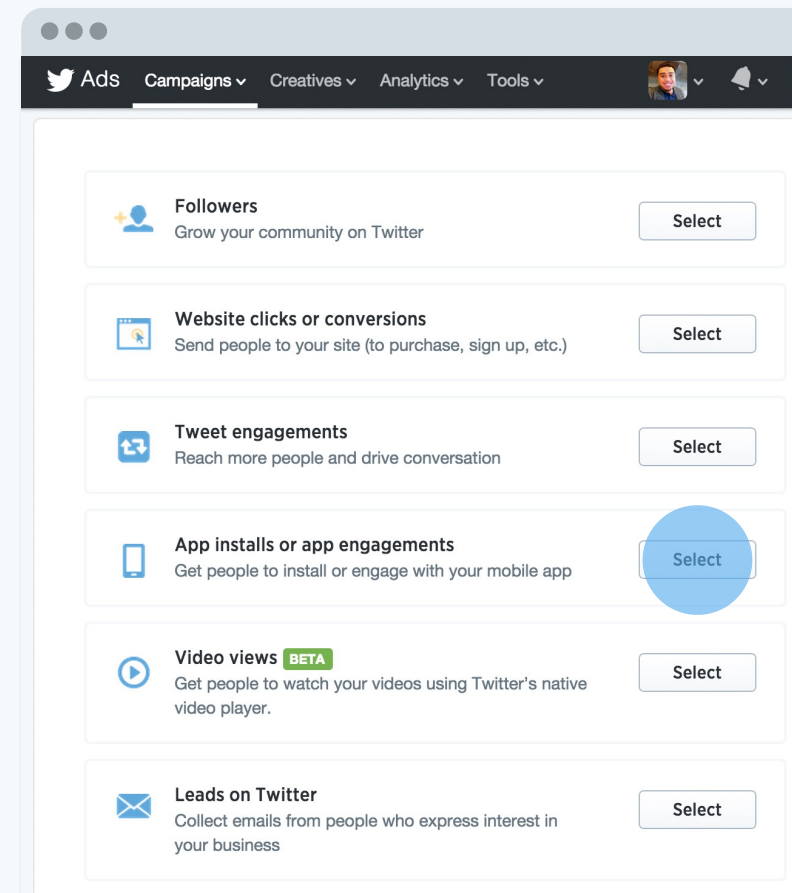 Ads Campaigns Creatives Analytics Tools
Followers
Grow your community on Twitter
Select
Website clicks or conversions
Send people to your site (to purchase, sign up, etc.)
Select
Tweet engagements
Reach more people and drive conversation
Select
App installs or app engagements
Get people to install or engage with your mobile app
Select
Video views BETA
Get people to watch your videos using Twitter's native
video player.
Select
Leads on Twitter
Collect emails from people who express interest in
your business
Select